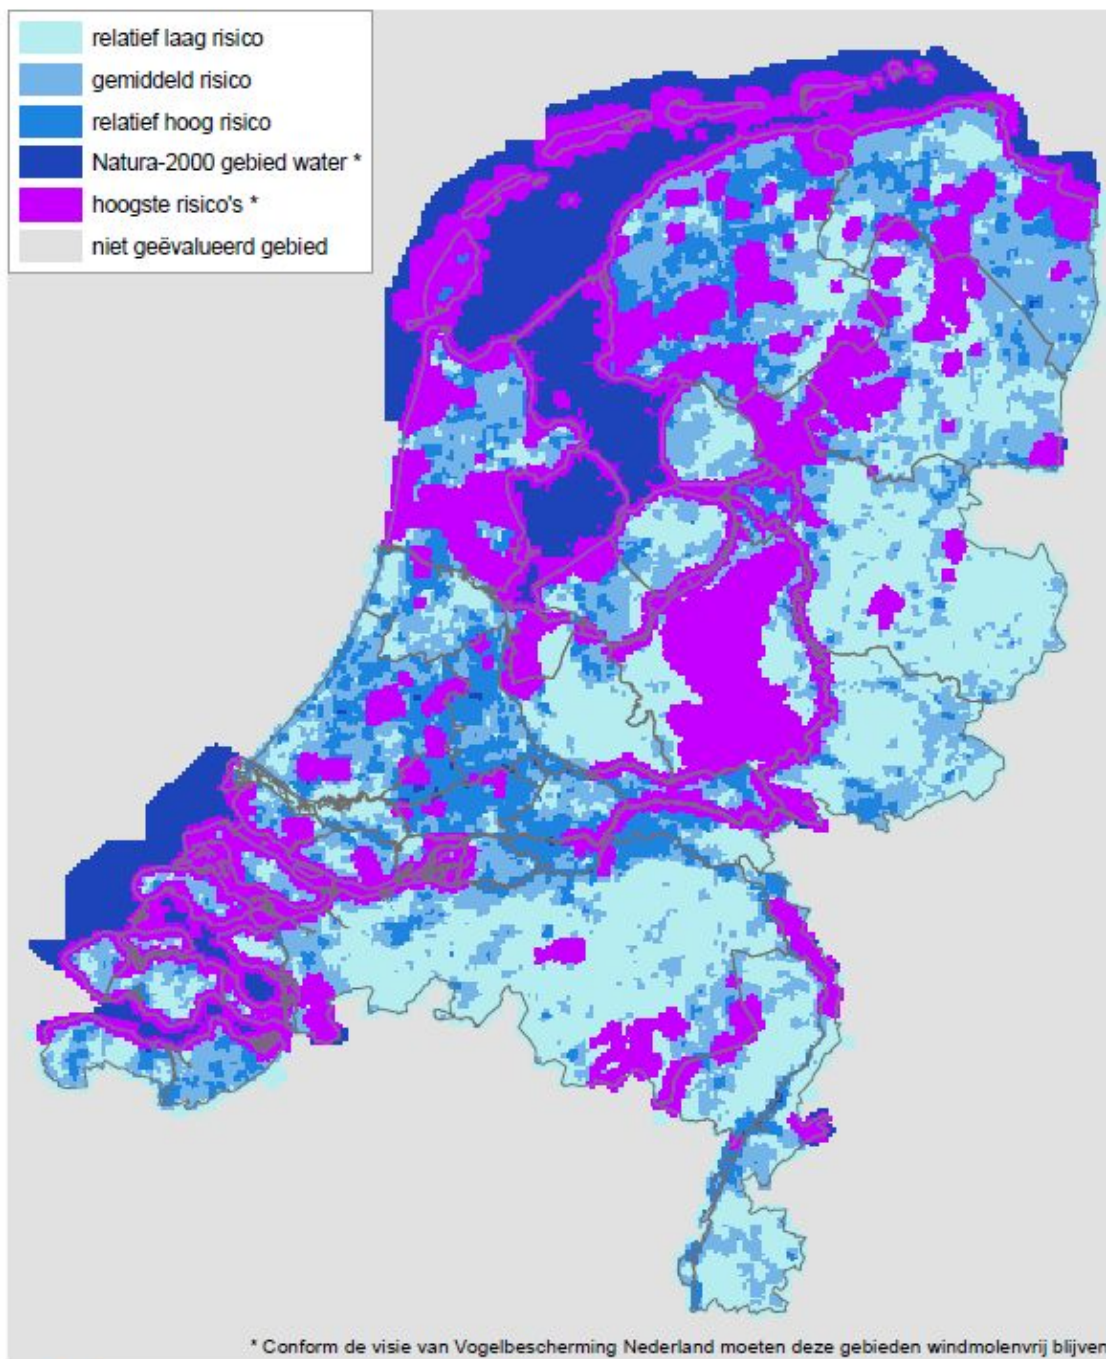 relatief laag risico
gemiddeld risico
relatief hoog risico
Natura-2000 gebied water *
hoogste risico's *
niet geëvalueerd gebied
* Conform de visie van Vogelbescherming Nederland moeten deze gebieden windmolenvrij blijven